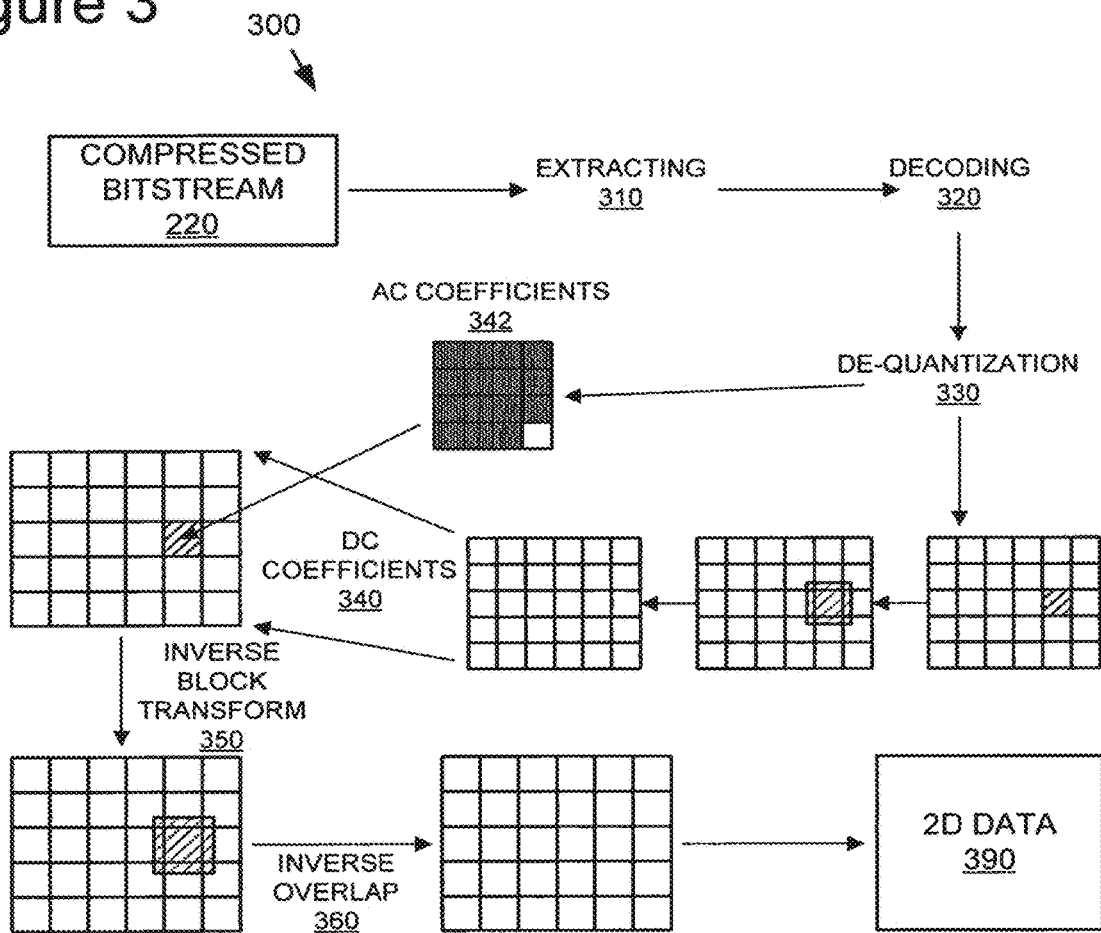 gure 3
300
COMPRESSED
BITSTREAM
220
EXTRACTING
310
DECODING
320
AC COEFFICIENTS
342
DE-QUANTIZATION
330
DC
COEFFICIENTS
340
INVERSE
BLOCK
TRANSFORM
350
INVERSE
OVERLAP
360
2D DATA
390